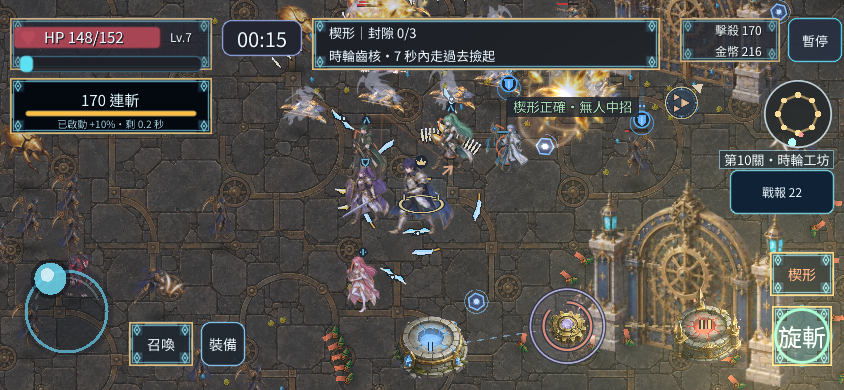 HP 148/152
Lv.7
00:15
楔形｜封隙 0/3
時輪齒核・7 秒內走過去撿起
擊殺 170
金幣 216
暫停
170 連斬
已啟動 +10%・剩 0.2 秒
楔形正確・無人中招
第10關・時輪工坊
戰報 22
楔形
旋斬
召喚
裝備